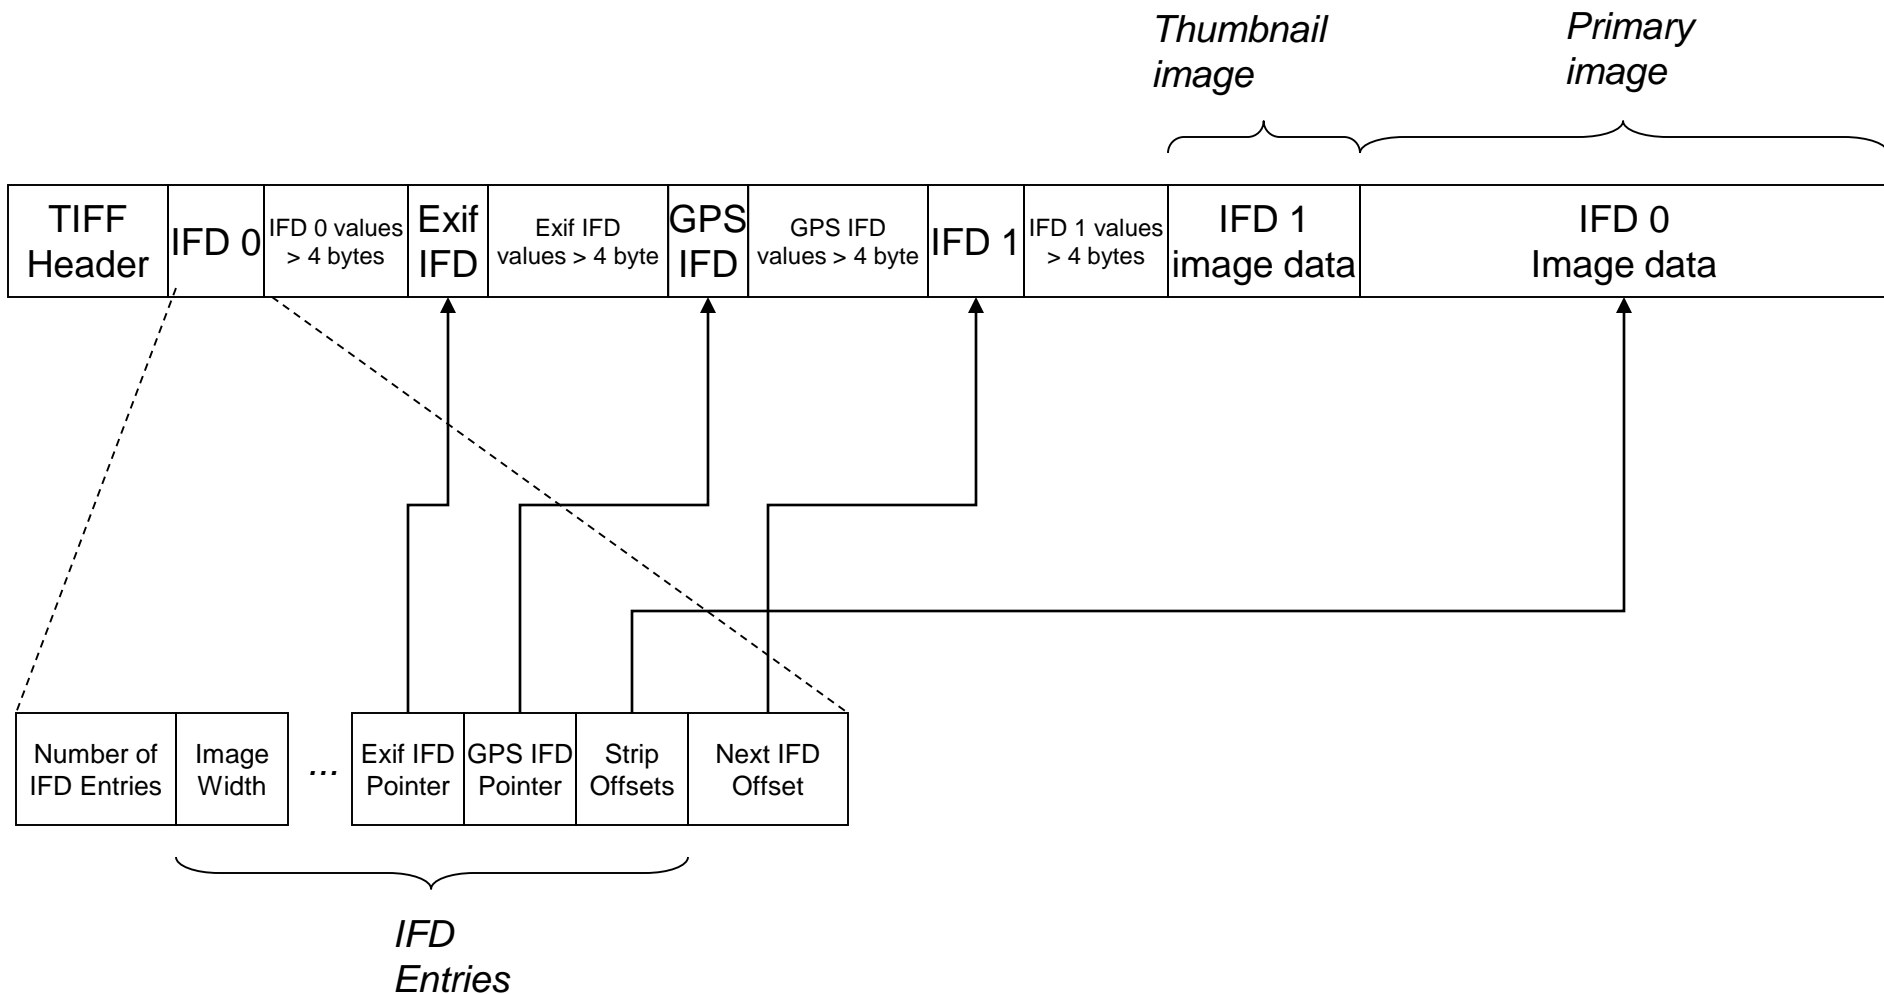 Thumbnail
image
Primary
image
TIFF
Header
IFD 0
IFD 0 values
> 4 bytes
Exif
IFD
Exif IFD
values > 4 byte
GPS
IFD
GPS IFD
values > 4 byte
IFD 1
IFD 1 values
> 4 bytes
IFD 1
image data
IFD 0
Image data
Number of
IFD Entries
Image
Width
...
Exif IFD
Pointer
GPS IFD
Pointer
Strip
Offsets
Next IFD
Offset
IFD
Entries